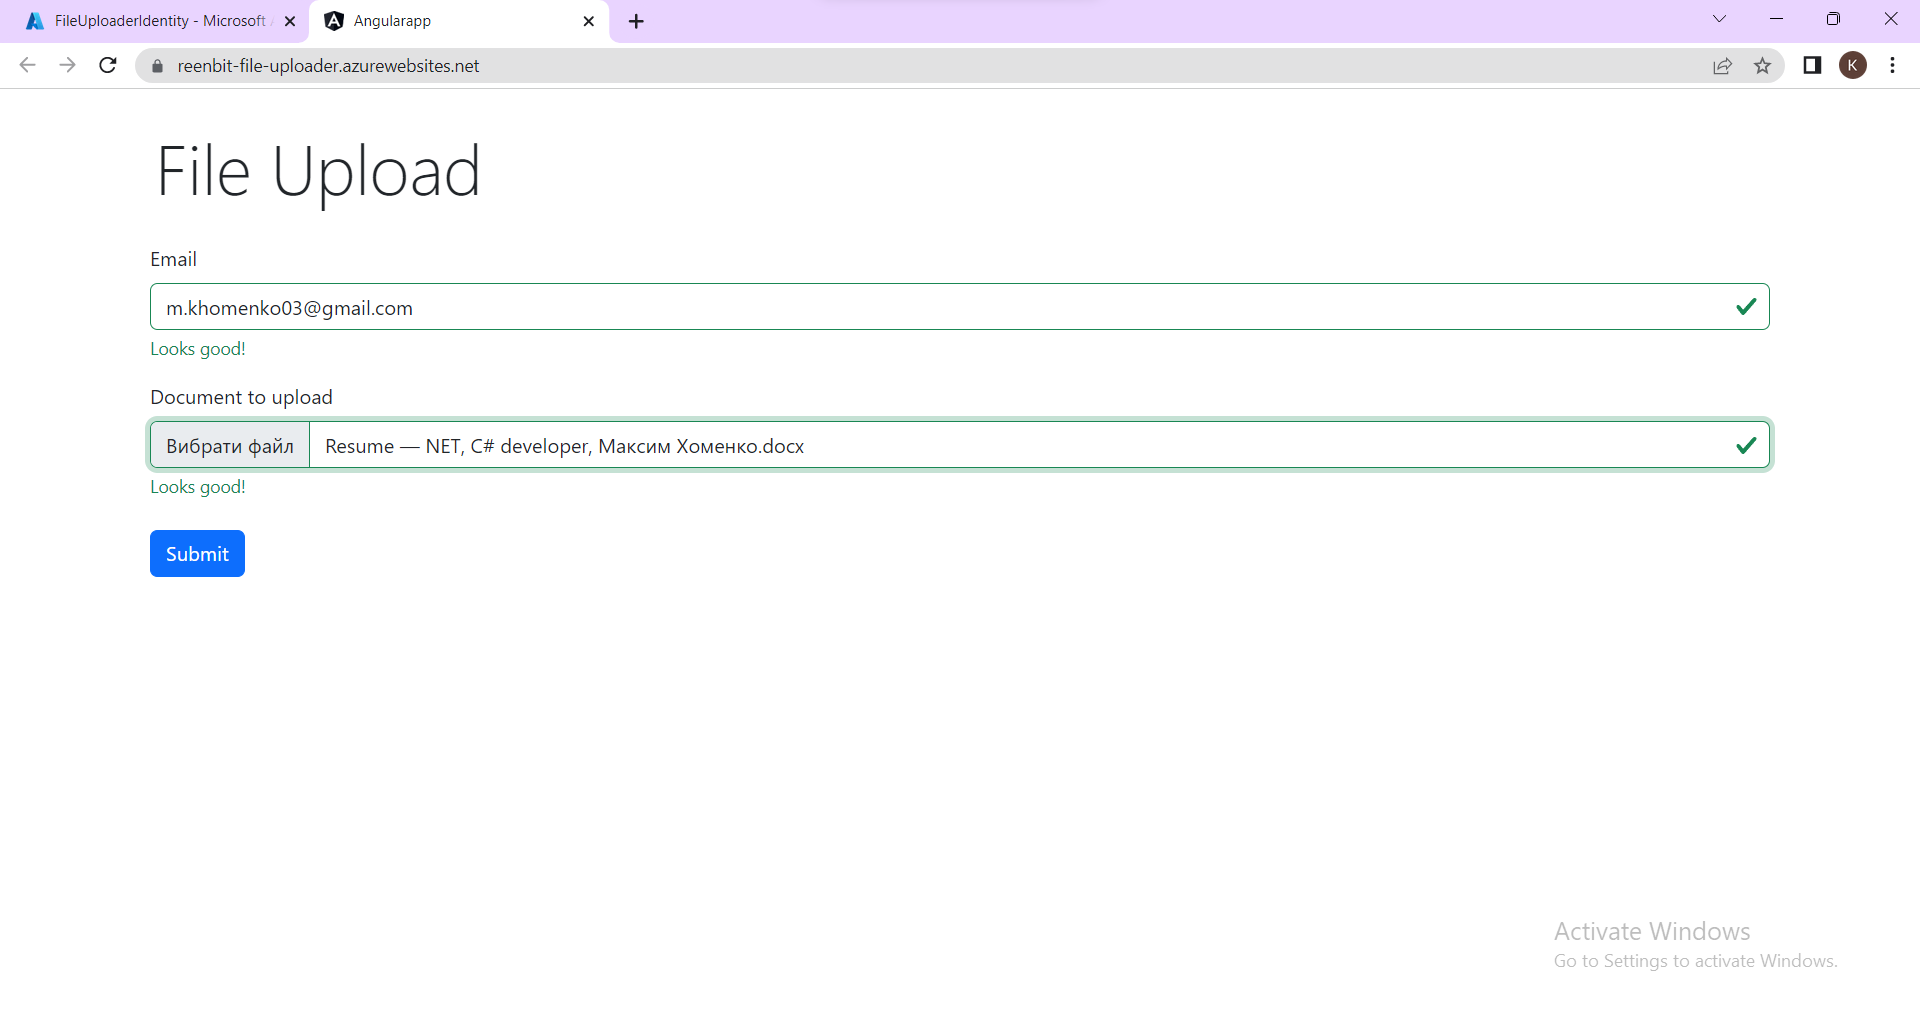 FileUploaderIdentity - Microsoft
Angularapp
reenbit-file-uploader.azurewebsites.net
K
File Upload
Email
m.khomenko03@gmail.com
Looks good!
Document to upload
Вибрати файл Resume — NET, C# developer, Максим Хоменко.docx
Looks good!
Submit
Activate Windows
Go to Settings to activate Windows.